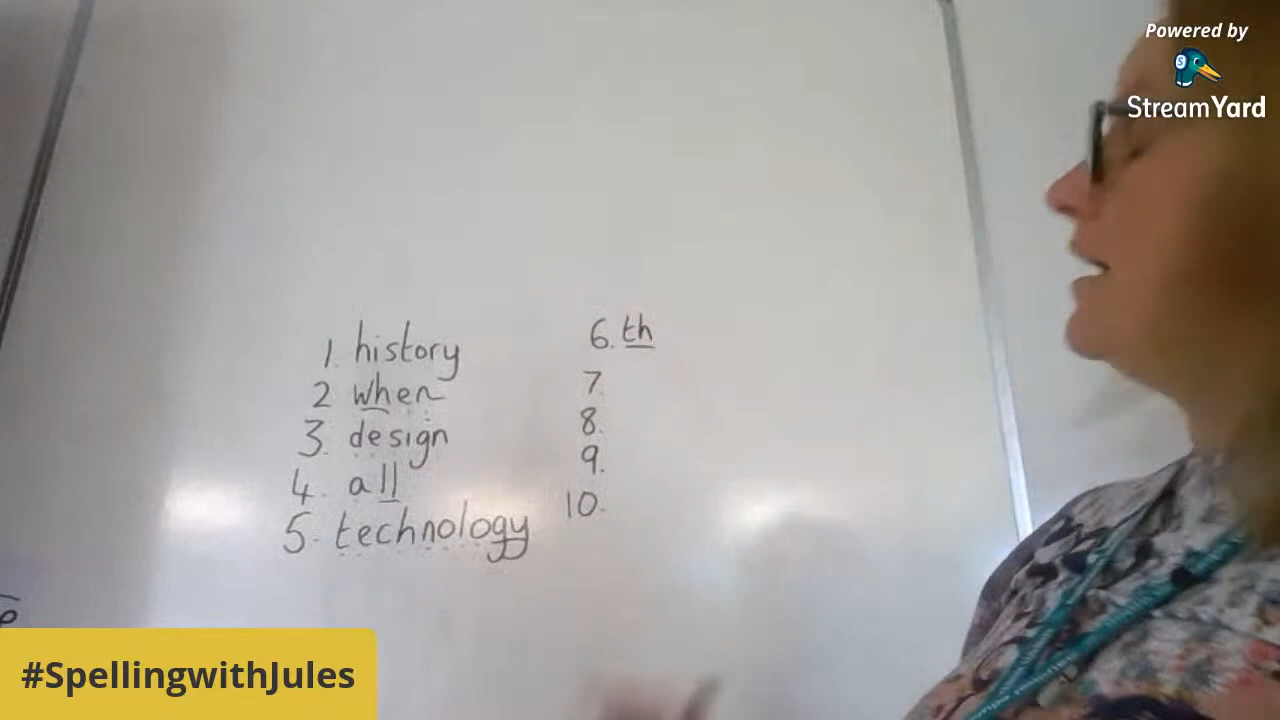 Powered by
StreamYard
1. history
2 when
3. design
4. all
5. technology
6. th
7.
8.
9.
10.
#SpellingwithJules